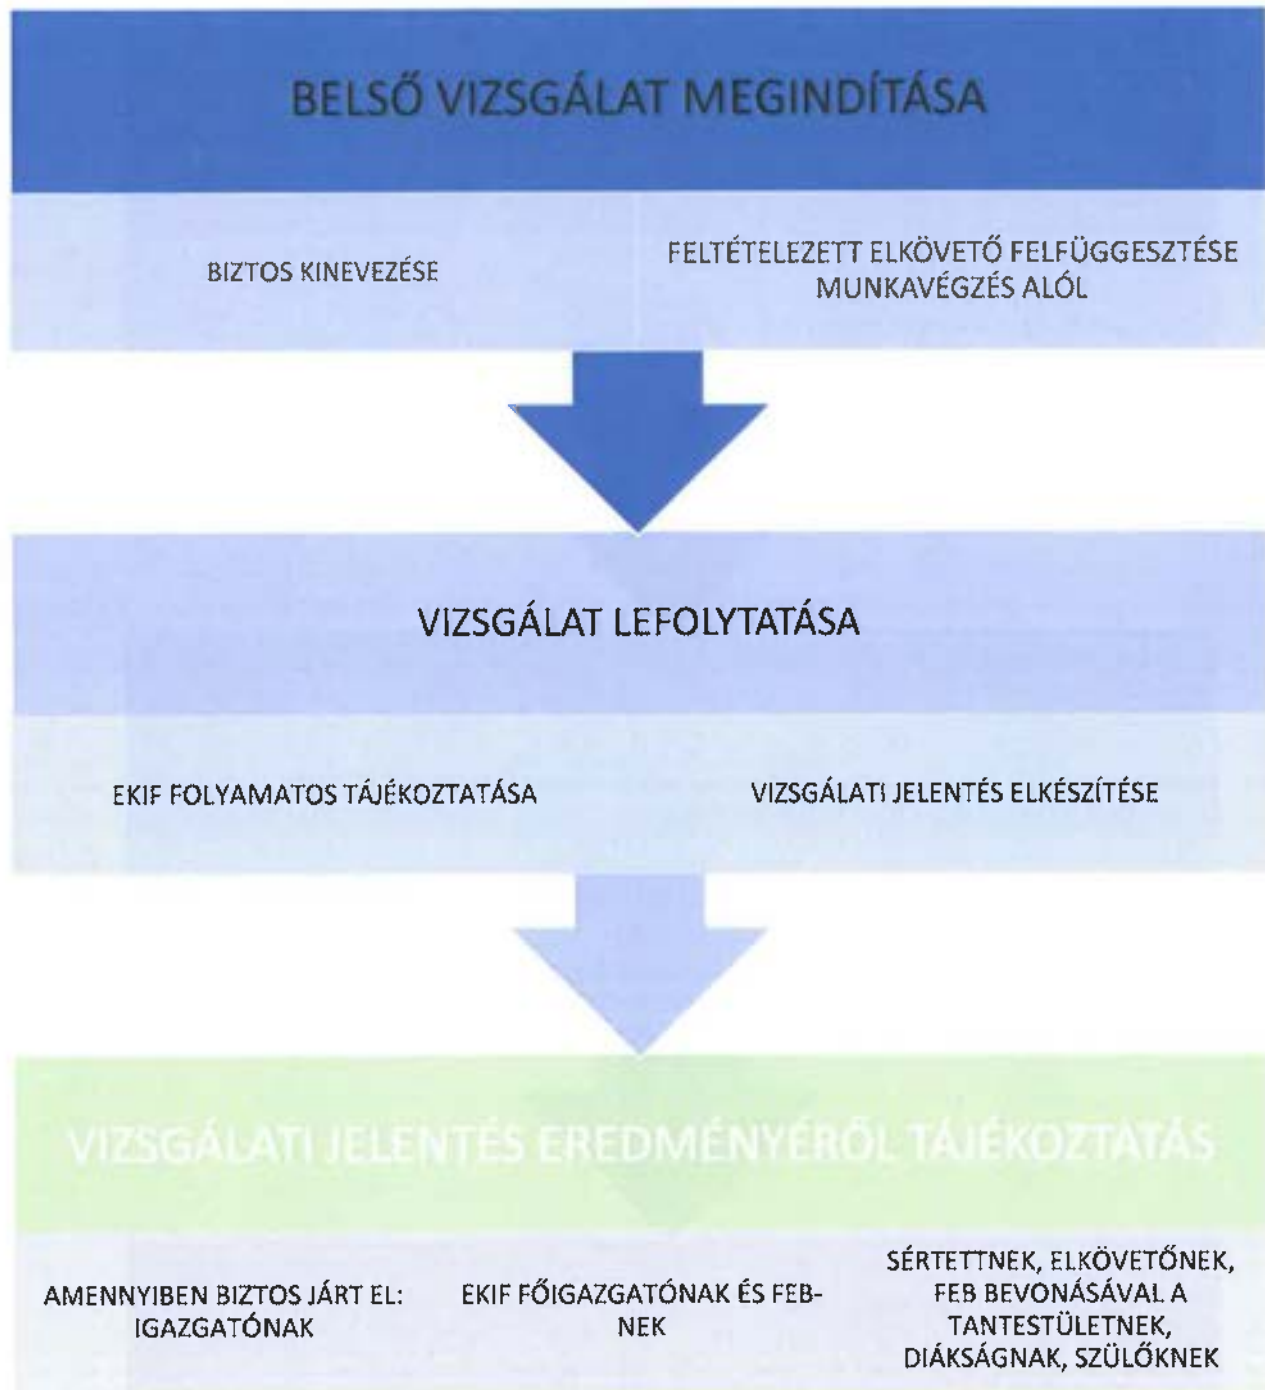 BELSŐ VIZSGÁLAT MEGINDÍTÁSA
BIZTOS KINEVEZÉSE
FELTÉTELEZETT ELKÖVETŐ FELFÜGGESZTÉSE
MUNKAVÉGZÉS ALÓL
VIZSGÁLAT LEFOLYTATÁSA
EKIF FOLYAMATOS TÁJÉKOZTATÁSA
VIZSGÁLATI JELENTÉS ELKÉSZÍTÉSE
VIZSGÁLATI JELENTÉS EREDMÉNYÉRŐL TÁJÉKOZTATÁS
AMENNYIBEN BIZTOS JÁRT EL:
IGAZGATÓNAK
EKIF FŐIGAZGATÓNAK ÉS FEB-
NEK
SÉRTETTNEK, ELKÖVETŐNEK,
FEB BEVONÁSÁVAL A
TANTESTÜLETNEK,
DIÁKSÁGNAK, SZÜLŐKNEK